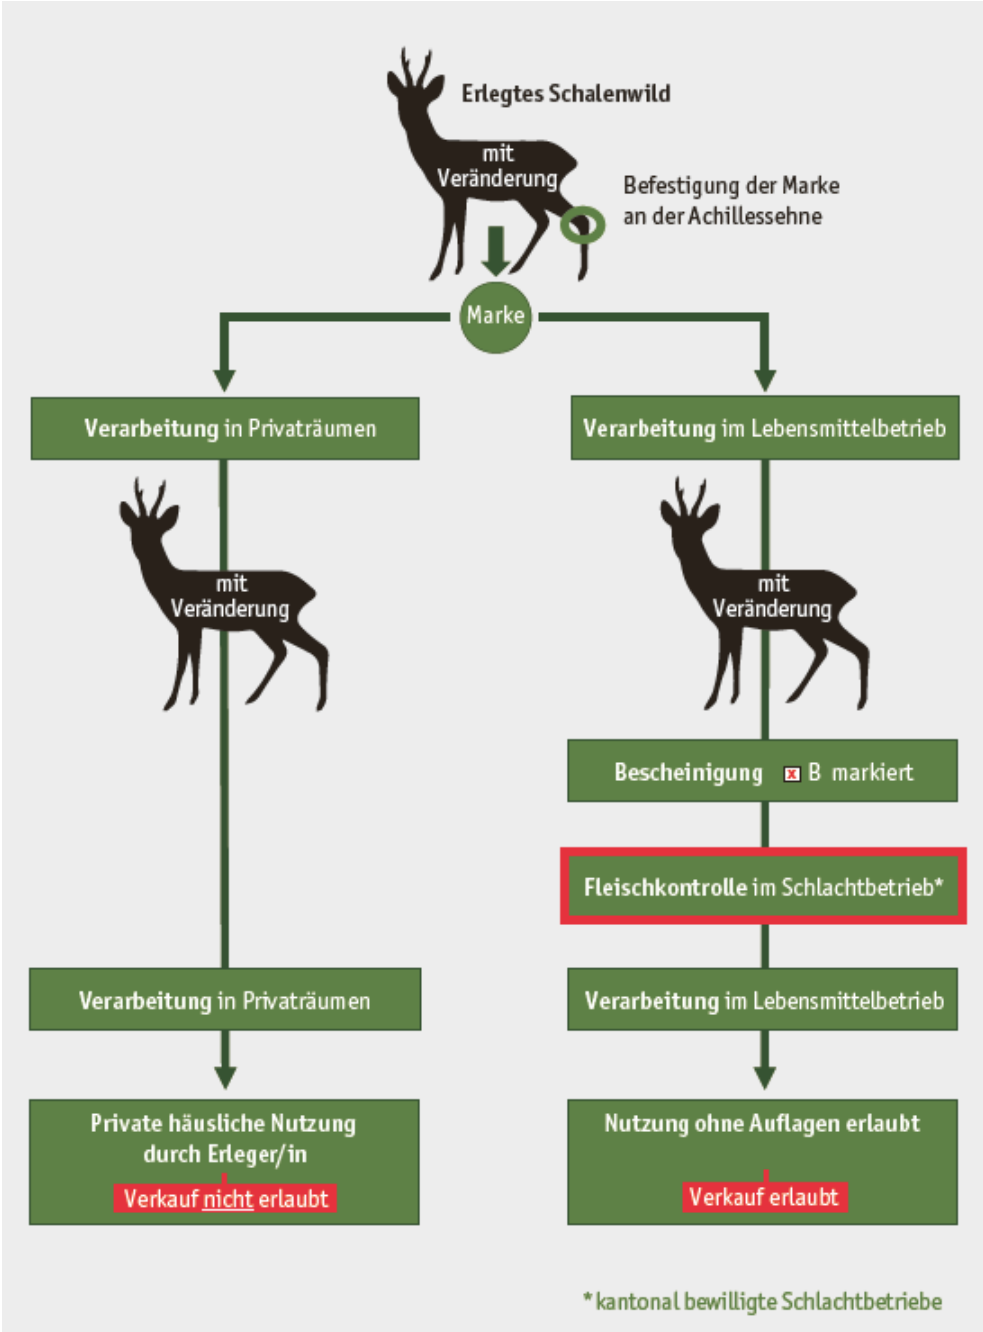 Erlegtes Schalenwild
mit
Veränderung
Befestigung der Marke
an der Achillessehne
Marke
Verarbeitung in Privaträumen
mit
Veränderung
Verarbeitung in Privaträumen
Private häusliche Nutzung
durch Erleger/in
Verkauf nicht erlaubt
Verarbeitung im Lebensmittelbetrieb
mit
Veränderung
Bescheinigung x B markiert
Fleischkontrolle im Schlachtbetrieb*
Verarbeitung im Lebensmittelbetrieb
Nutzung ohne Auflagen erlaubt
Verkauf erlaubt
*kantonal bewilligte Schlachtbetriebe